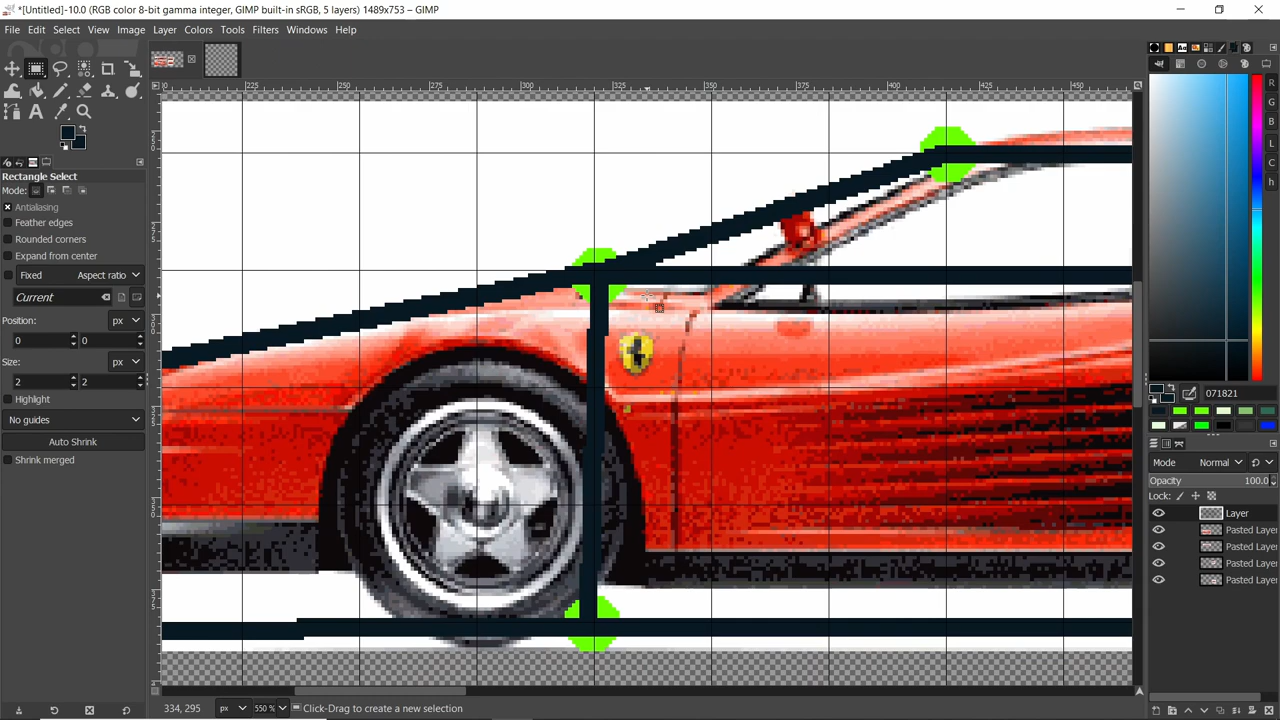 *[Untitled]-10.0 (RGB color 8-bit gamma integer, GIMP built-in sRGB, 5 layers) 1489x753 – GIMP
File Edit Select View Image Layer Colors Tools Filters Windows Help
225 250 275 300 325 350 375 400 425 450
Rectangle Select
Mode:
Antialiasing
Feather edges
Rounded corners
Expand from center
Fixed Aspect ratio
Current
Position: px
0 0
Size: px
2 2
Highlight
No guides
Auto Shrink
Shrink merged
R
G
B
L
C
h
071821
Mode Normal
Opacity 100.0
Lock:
Layer
Pasted Layer
Pasted Layer
Pasted Layer
Pasted Layer
334, 295 px 550 % Click-Drag to create a new selection